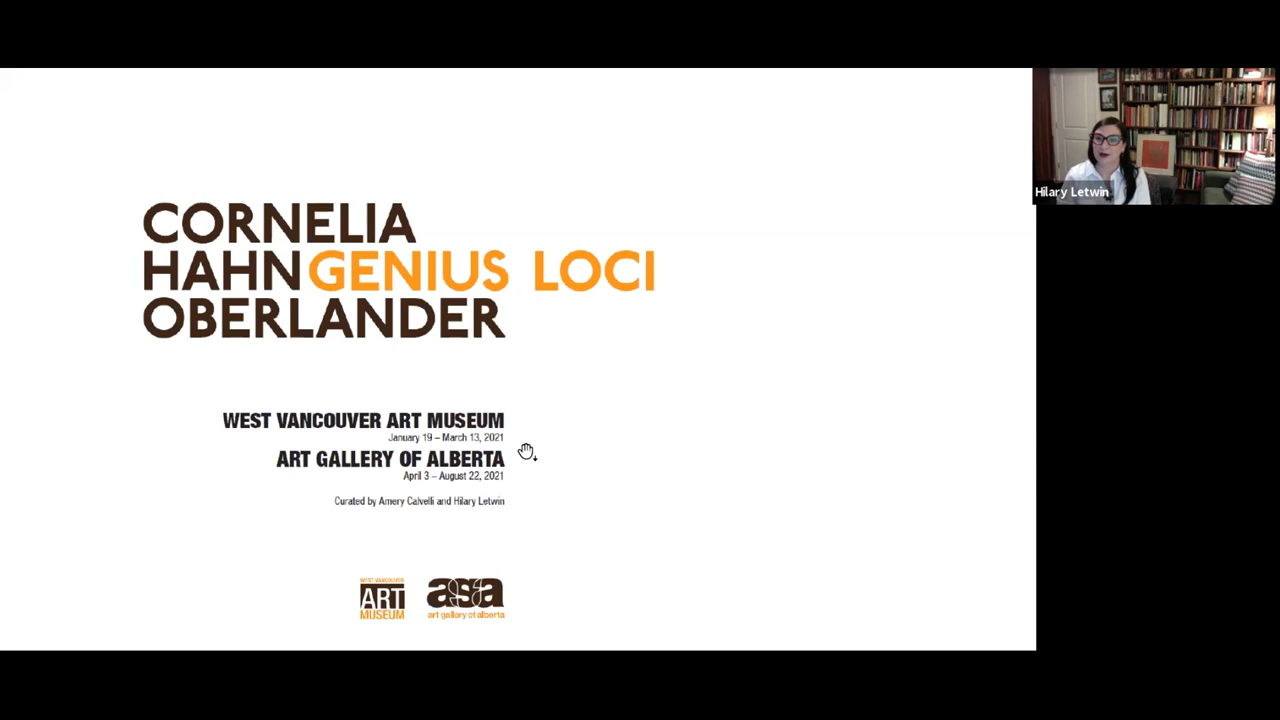 CORNELIA
HAHN GENIUS LOCI
OBERLANDER
WEST VANCOUVER ART MUSEUM
January 19 – March 13, 2021
ART GALLERY OF ALBERTA
April 3 – August 22, 2021
Curated by Amery Calvelli and Hilary Letwin
WEST VANCOUVER
ART
MUSEUM
aga
art gallery of alberta
Hilary Letwin